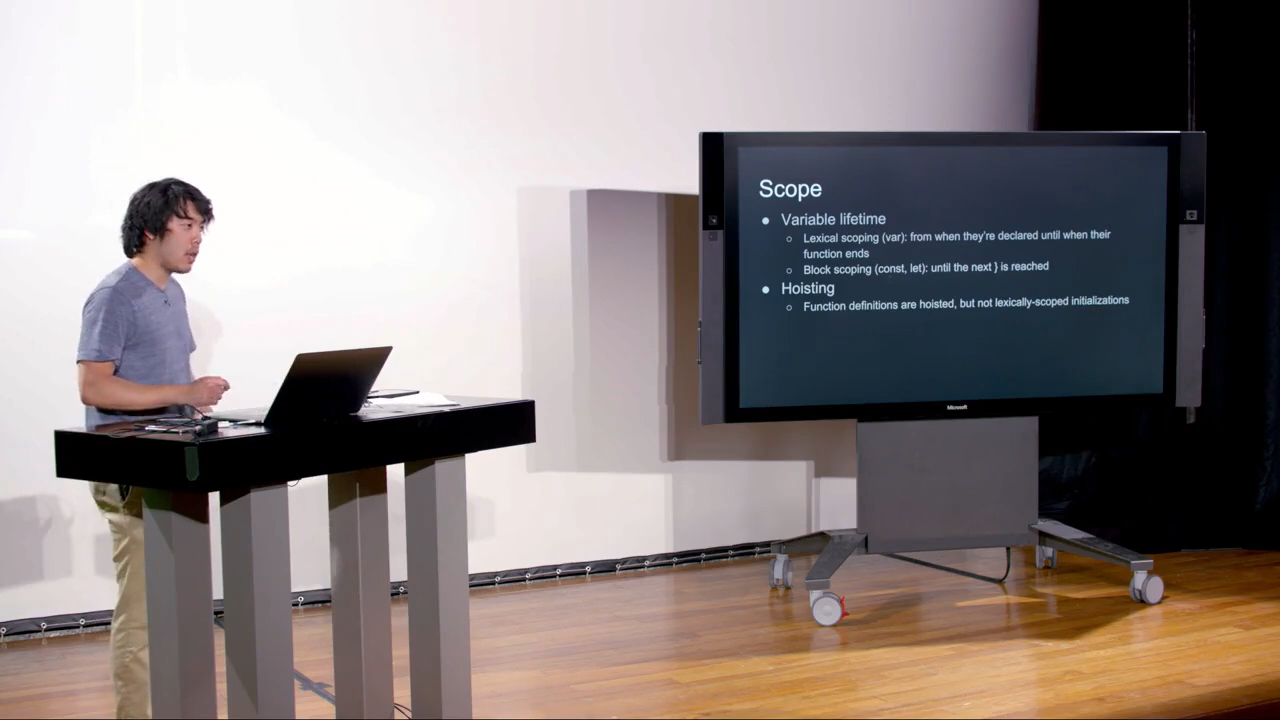 Scope
● Variable lifetime
○ Lexical scoping (var): from when they're declared until when their
function ends
○ Block scoping (const, let): until the next } is reached
● Hoisting
○ Function definitions are hoisted, but not lexically-scoped initializations
Microsoft